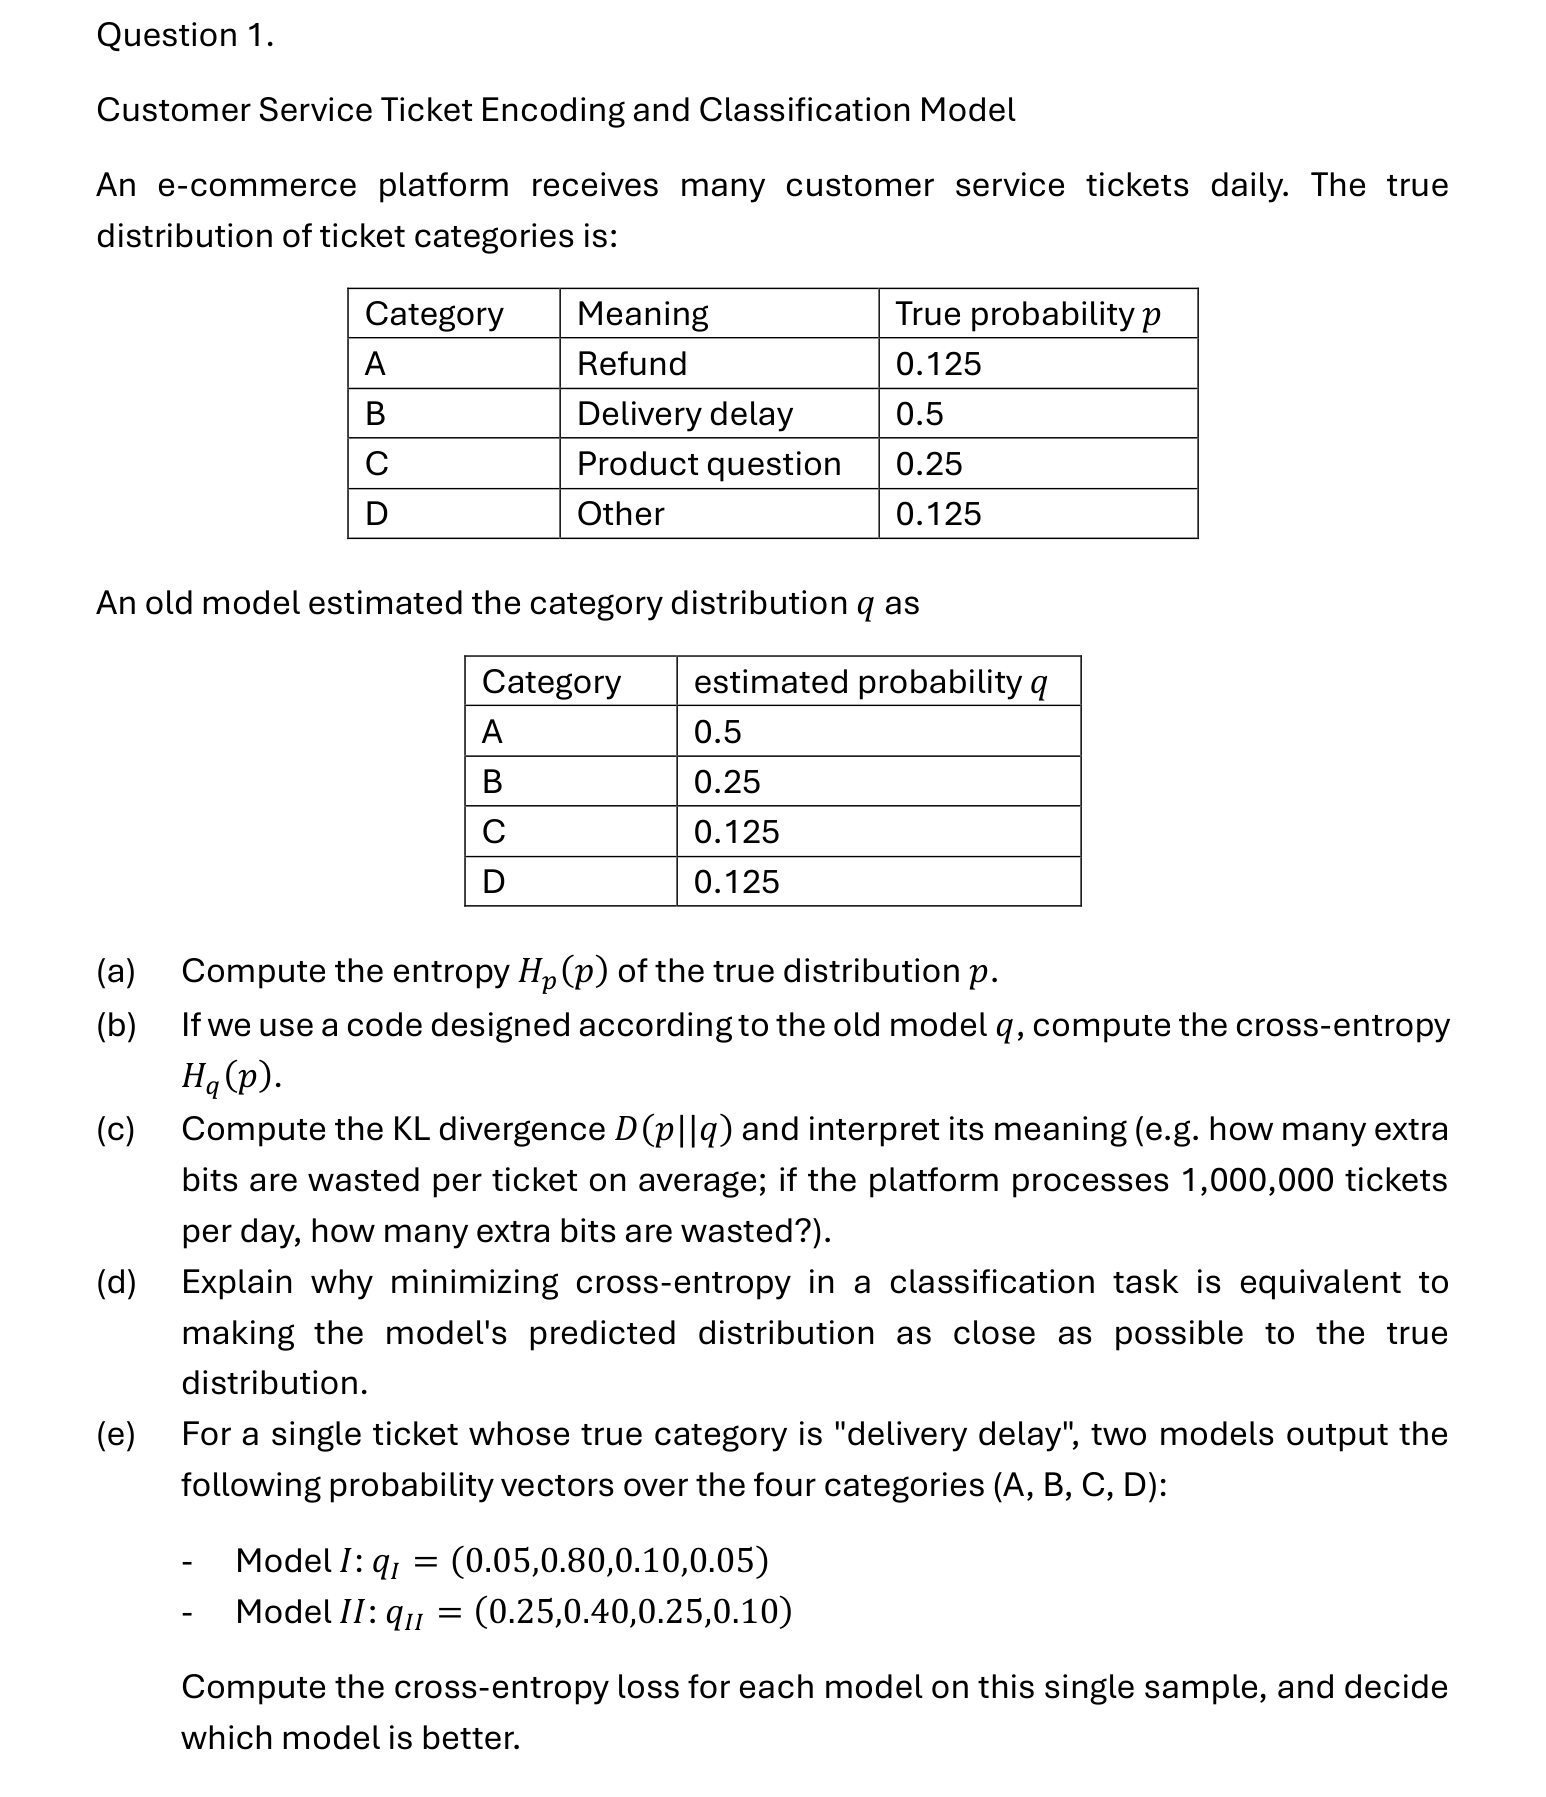 Question 1.
Customer Service Ticket Encoding and Classification Model
An e-commerce platform receives many customer service tickets daily. The true
distribution of ticket categories is:
Category Meaning True probability p
A Refund 0.125
B Delivery delay 0.5
C Product question 0.25
D Other 0.125
An old model estimated the category distribution q as
Category estimated probability q
A 0.5
B 0.25
C 0.125
D 0.125
(a) Compute the entropy H_p(p) of the true distribution p.
(b) If we use a code designed according to the old model q, compute the cross-entropy
H_q(p).
(c) Compute the KL divergence D(p||q) and interpret its meaning (e.g. how many extra
bits are wasted per ticket on average; if the platform processes 1,000,000 tickets
per day, how many extra bits are wasted?).
(d) Explain why minimizing cross-entropy in a classification task is equivalent to
making the model's predicted distribution as close as possible to the true
distribution.
(e) For a single ticket whose true category is "delivery delay", two models output the
following probability vectors over the four categories (A, B, C, D):
- Model I: q_I = (0.05,0.80,0.10,0.05)
- Model II: q_II = (0.25,0.40,0.25,0.10)
Compute the cross-entropy loss for each model on this single sample, and decide
which model is better.